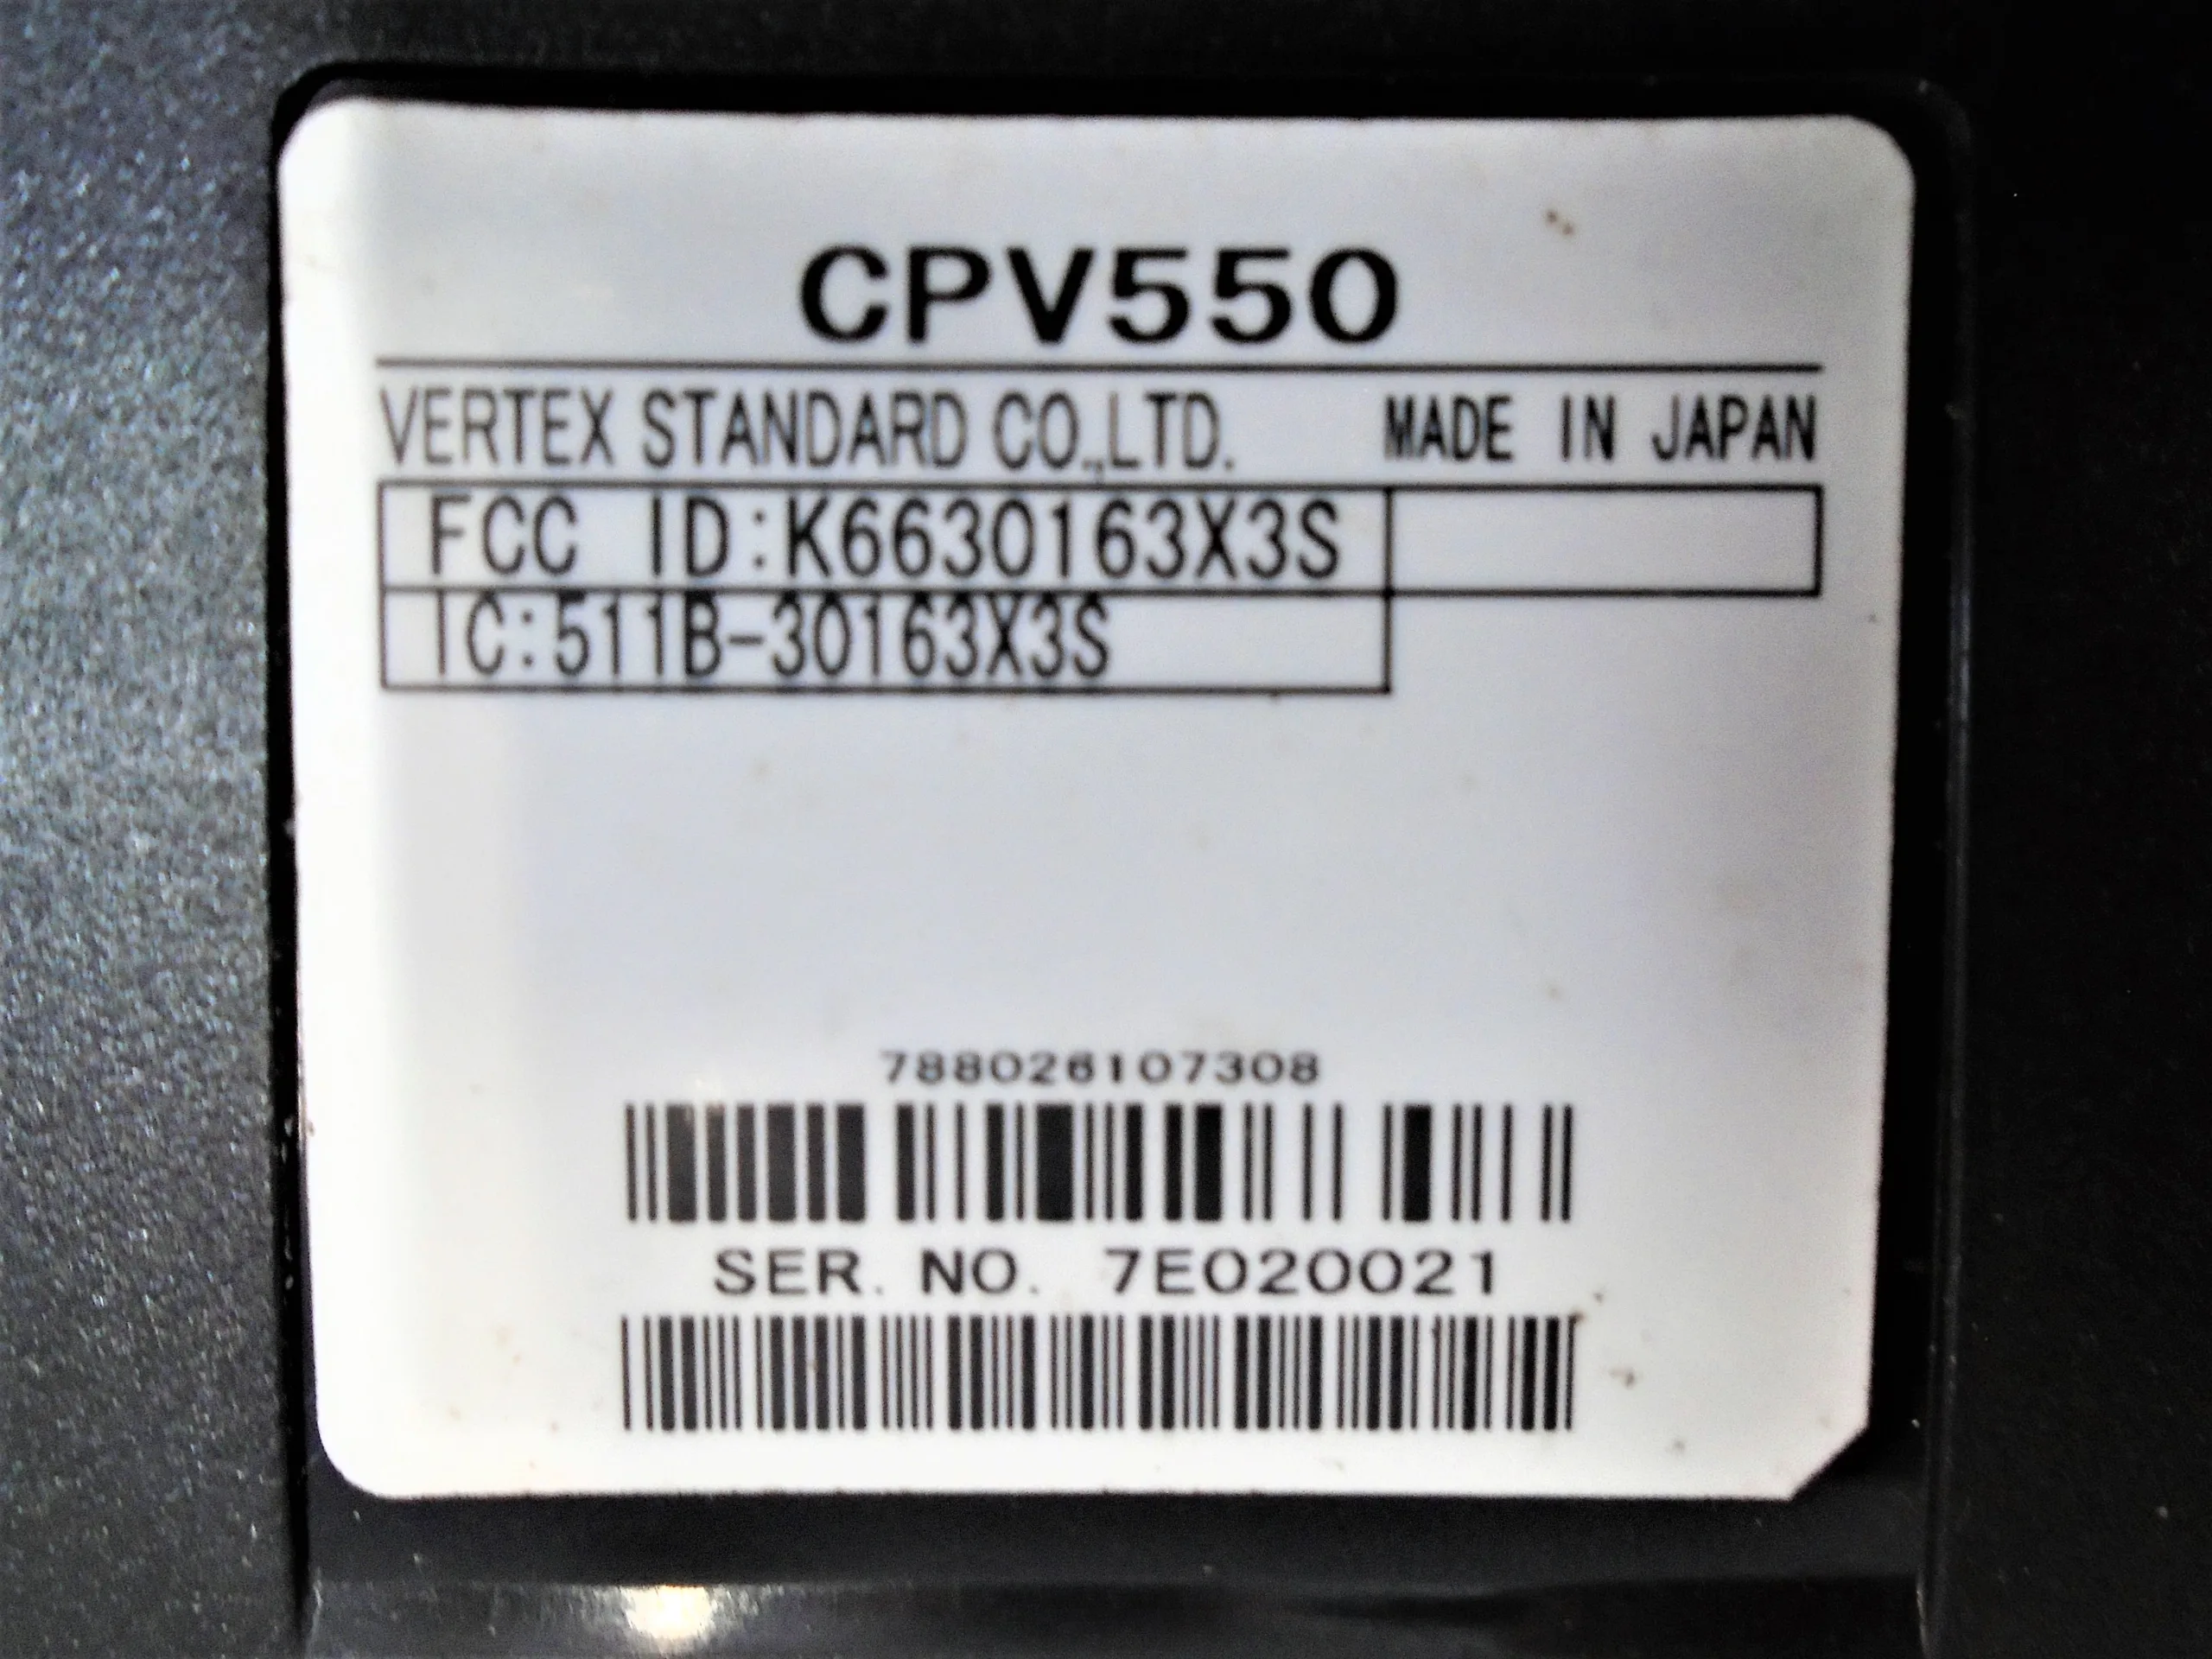 CPV550
VERTEX STANDARD CO.,LTD. MADE IN JAPAN
FCC ID:K6630163X3S
IC:511B-30163X3S
788026107308
SER. NO. 7E020021